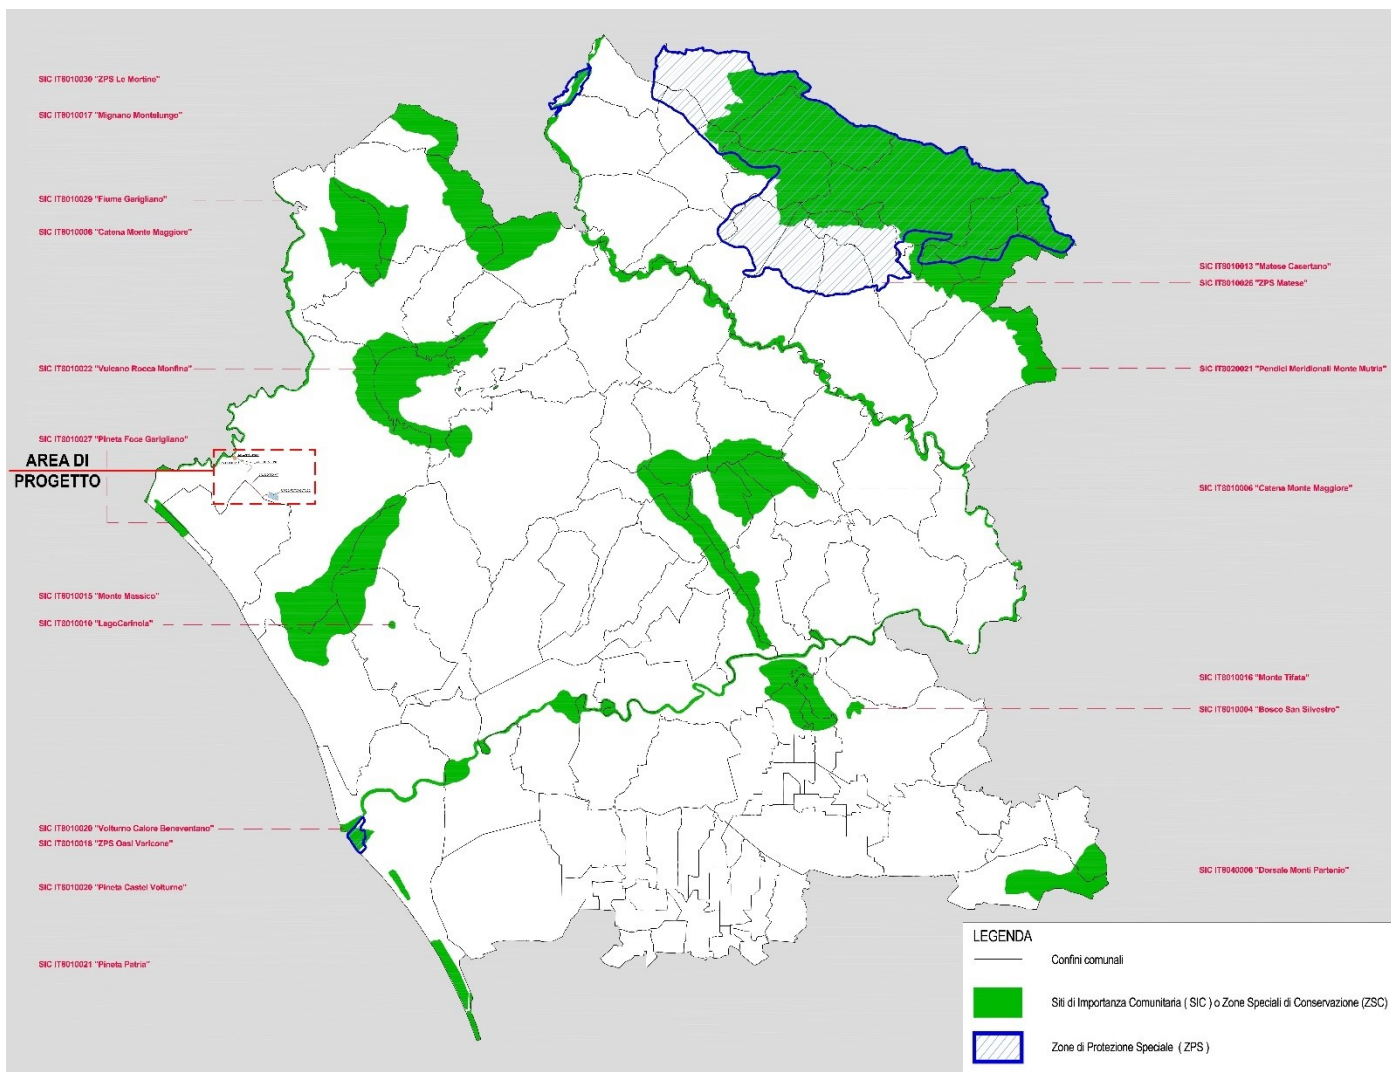 SIC IT8010030 "ZPS Le Mortine"
SIC IT8010017 "Mignano Montelungo"
SIC IT8010029 "Fiume Garigliano"
SIC IT8010006 "Catena Monte Maggiore"
SIC IT8010022 "Vulcano Rocca Monfina"
SIC IT8010027 "Pineta Foce Garigliano"
AREA DI
PROGETTO
SIC IT8010015 "Monte Massico"
SIC IT8010010 "LagoCarinola"
SIC IT8010020 "Volturno Calore Beneventano"
SIC IT8010018 "ZPS Oasi Varicone"
SIC IT8010020 "Pineta Castel Volturno"
SIC IT8010021 "Pineta Patria"
SIC IT8010013 "Matese Casertano"
SIC IT8010026 "ZPS Matese"
SIC IT8020021 "Pendici Meridionali Monte Mutria"
SIC IT8010006 "Catena Monte Maggiore"
SIC IT8010016 "Monte Tifata"
SIC IT8010004 "Bosco San Silvestro"
SIC IT8040006 "Dorsale Monti Partenio"
LEGENDA
Confini comunali
Siti di Importanza Comunitaria ( SIC ) o Zone Speciali di Conservazione (ZSC)
Zone di Protezione Speciale ( ZPS )